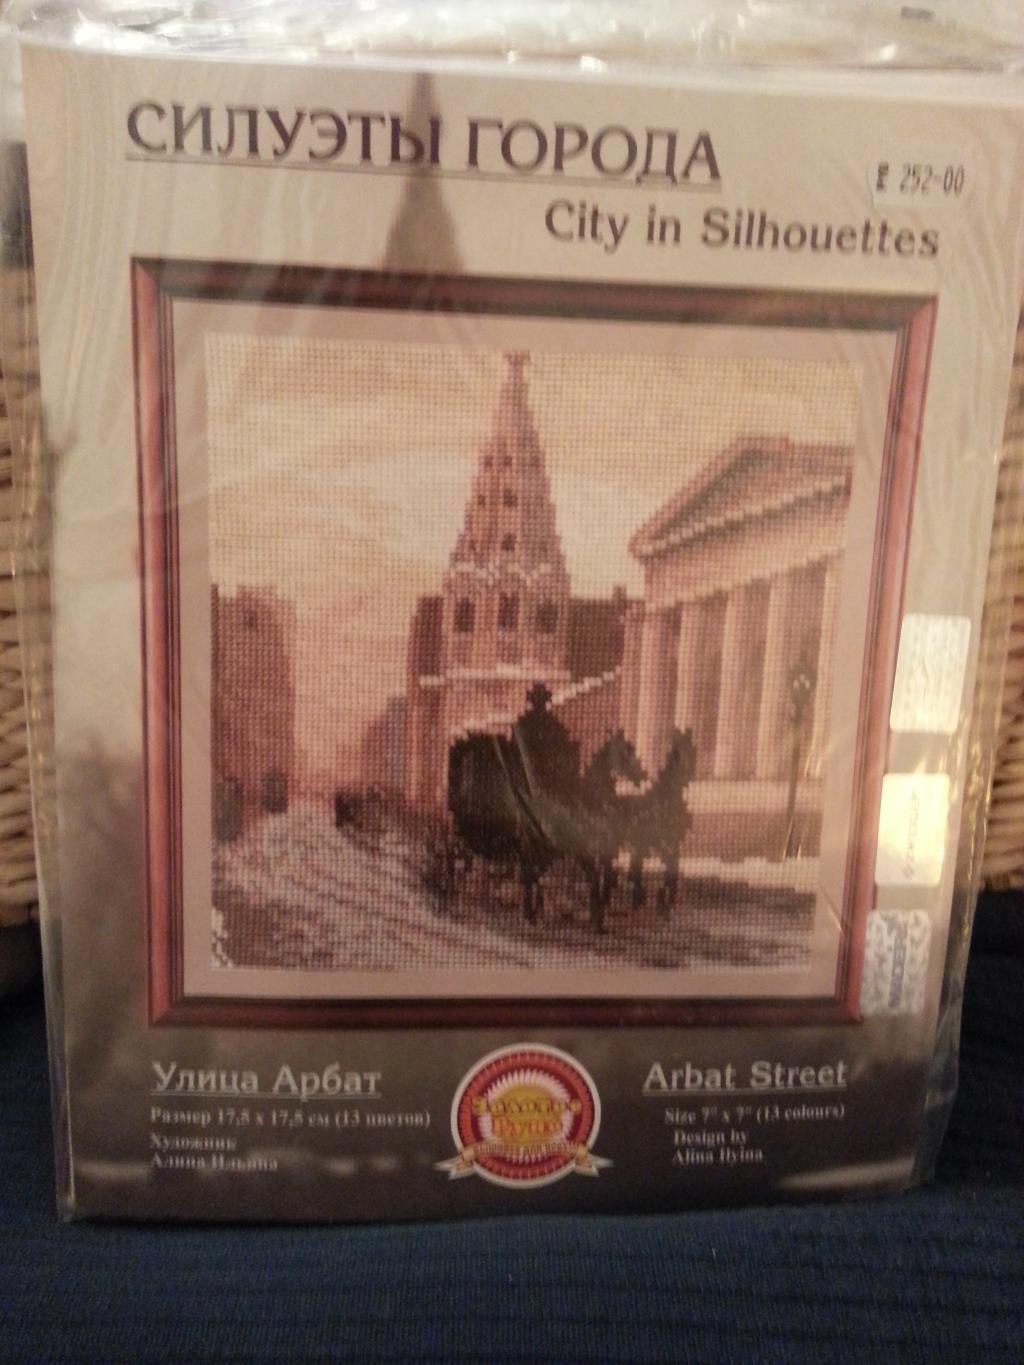 СИЛУЭТЫ ГОРОДА
252-00
City in Silhouettes
Улица Арбат
Размер 17,5 x 17,5 см (13 цветов)
Художник
Алина Ильина
Arbat Street
Size 7" x 7" (13 colours)
Design by
Alina Ilyina
MADEIRA